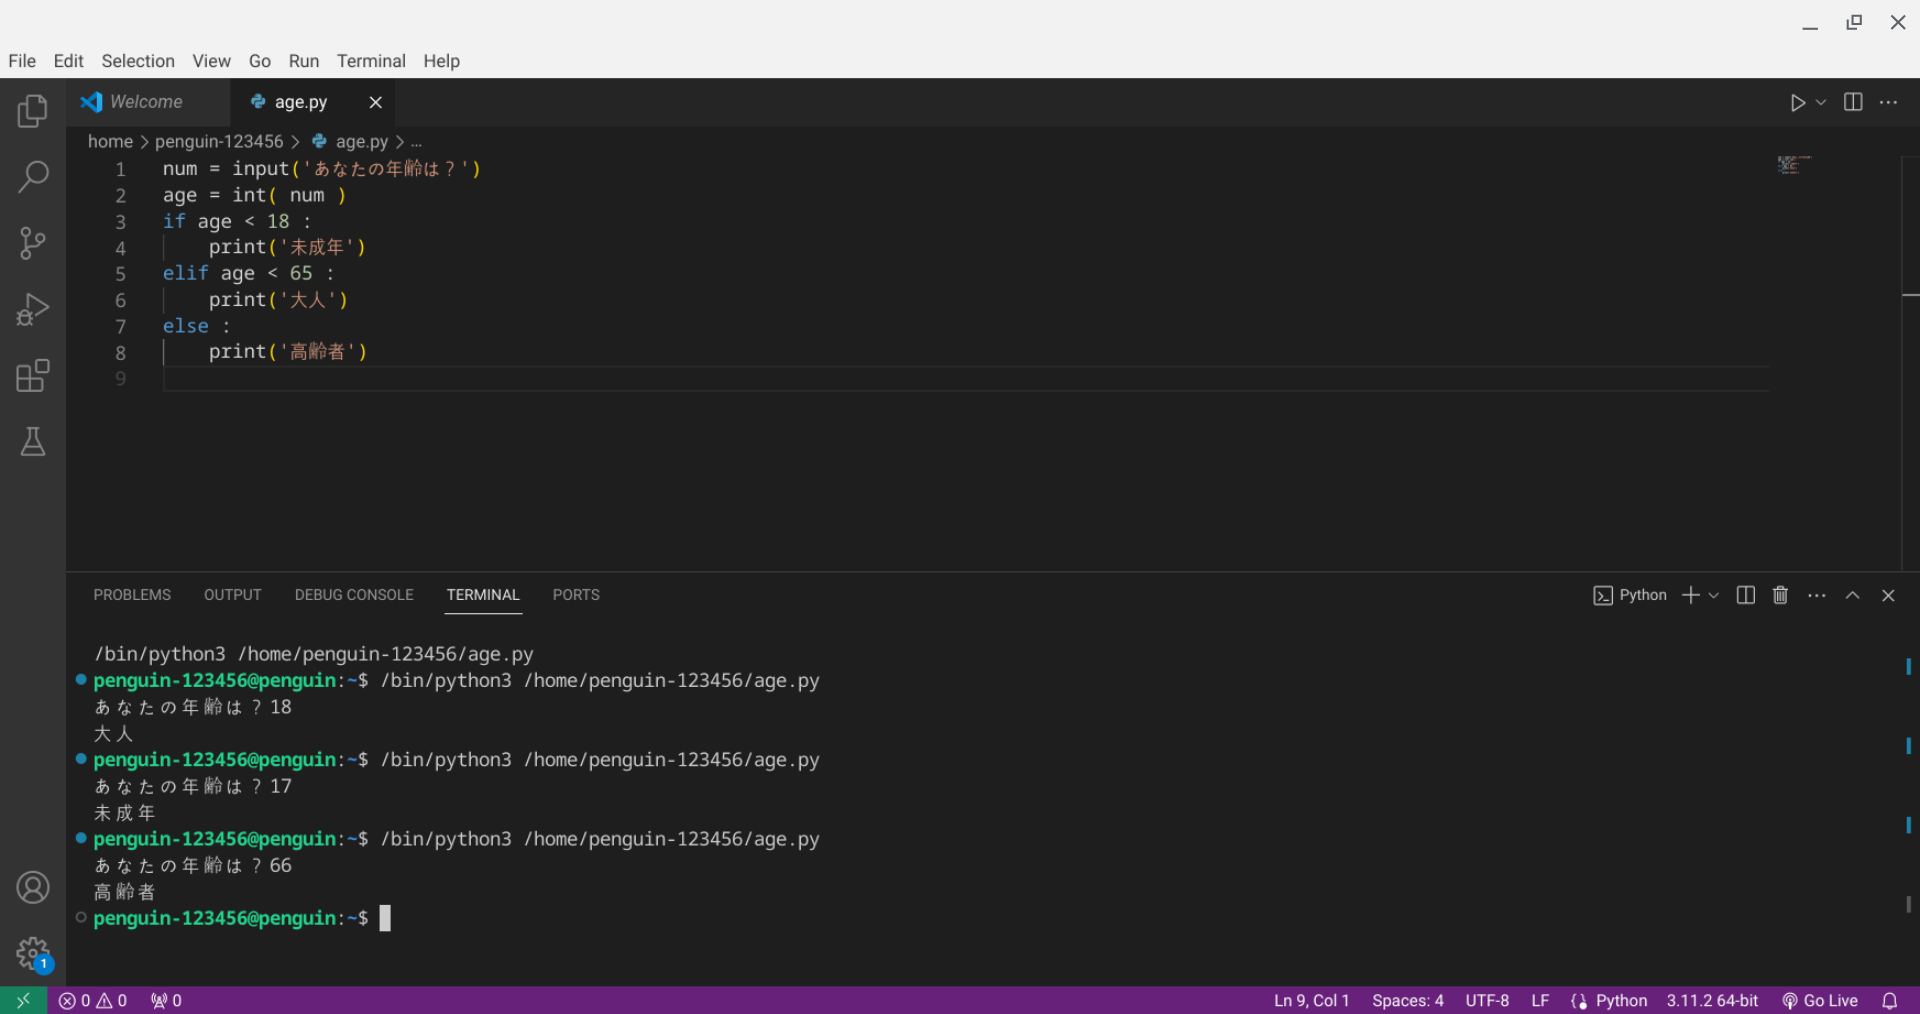 File Edit Selection View Go Run Terminal Help
Welcome age.py
home > penguin-123456 > age.py > ...
1 num = input('あなたの年齢は？')
2 age = int( num )
3 if age < 18 :
4     print('未成年')
5 elif age < 65 :
6     print('大人')
7 else :
8     print('高齢者')
9
PROBLEMS OUTPUT DEBUG CONSOLE TERMINAL PORTS Python
/bin/python3 /home/penguin-123456/age.py
penguin-123456@penguin:~$ /bin/python3 /home/penguin-123456/age.py
あなたの年齢は？18
大人
penguin-123456@penguin:~$ /bin/python3 /home/penguin-123456/age.py
あなたの年齢は？17
未成年
penguin-123456@penguin:~$ /bin/python3 /home/penguin-123456/age.py
あなたの年齢は？66
高齢者
penguin-123456@penguin:~$
1
0 0 0 Ln 9, Col 1 Spaces: 4 UTF-8 LF Python 3.11.2 64-bit Go Live